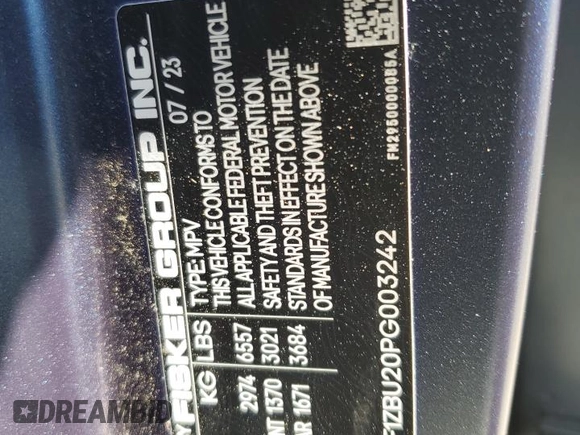 FISKER GROUP INC.
07 / 23
KG LBS TYPE: MPV
THIS VEHICLE CONFORMS TO
2974 6557 ALL APPLICABLE FEDERAL MOTOR VEHICLE
1370 3021 SAFETY AND THEFT PREVENTION
1671 3684 STANDARDS IN EFFECT ON THE DATE
OF MANUFACTURE SHOWN ABOVE
1ZBU20PG003242
FM29500000B5A
DREAMBID